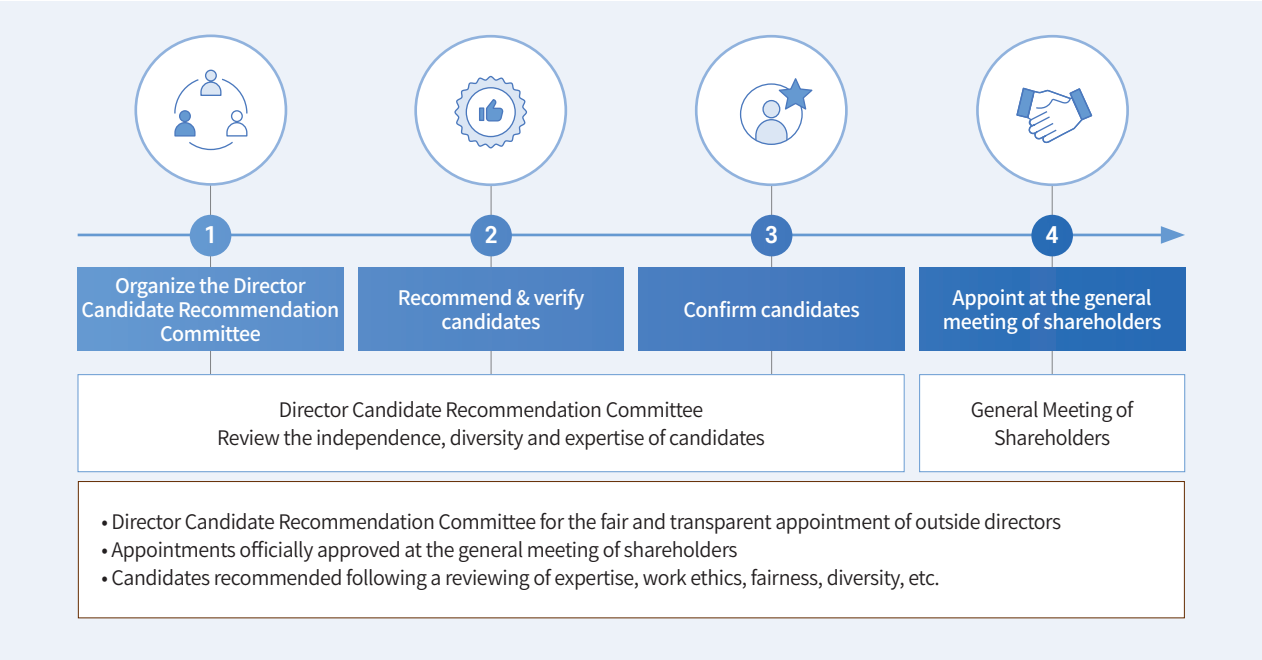 1
2
3
4
Organize the Director
Candidate Recommendation
Committee
Recommend & verify
candidates
Confirm candidates
Appoint at the general
meeting of shareholders
Director Candidate Recommendation Committee
Review the independence, diversity and expertise of candidates
General Meeting of
Shareholders
• Director Candidate Recommendation Committee for the fair and transparent appointment of outside directors
• Appointments officially approved at the general meeting of shareholders
• Candidates recommended following a reviewing of expertise, work ethics, fairness, diversity, etc.